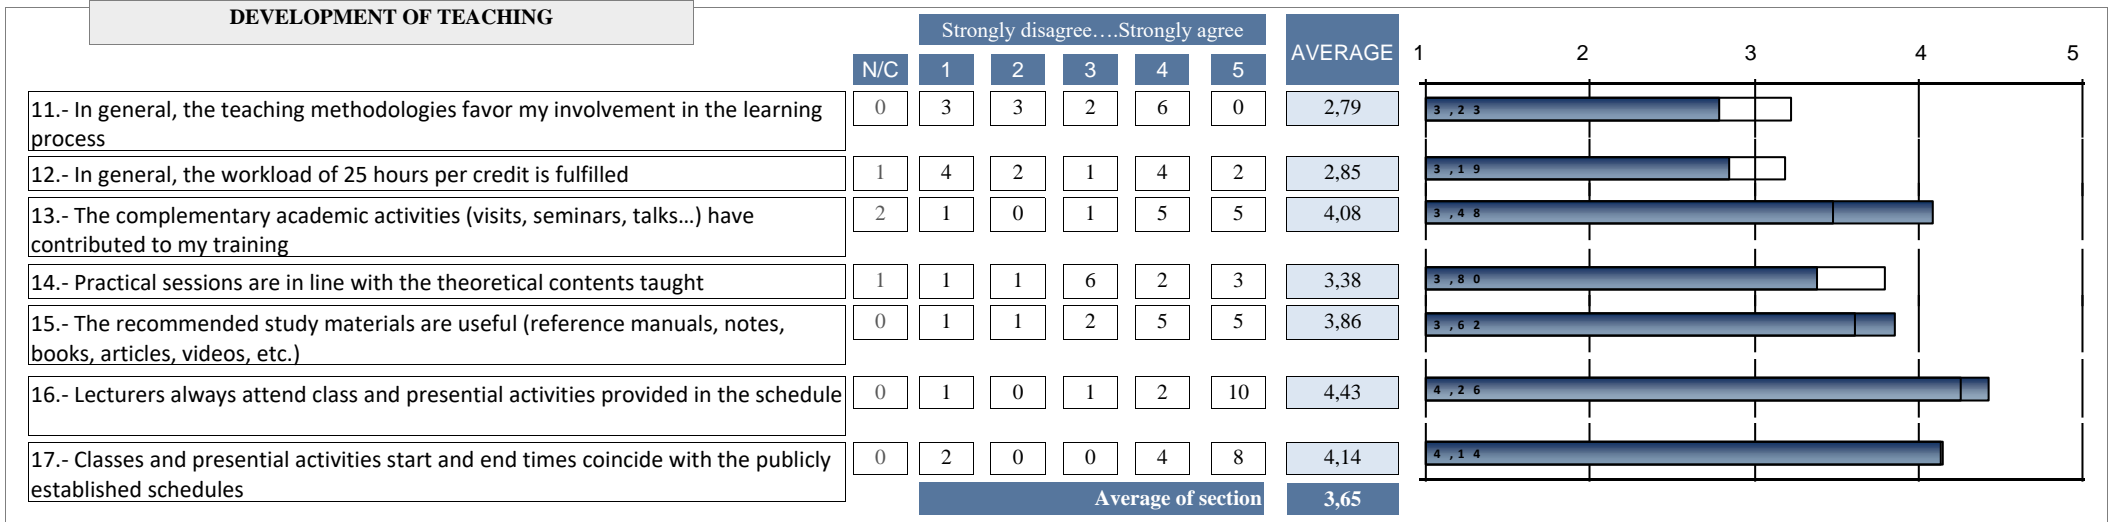 DEVELOPMENT OF TEACHING
Strongly disagree….Strongly agree
AVERAGE
1 2 3 4 5
N/C 1 2 3 4 5
11.- In general, the teaching methodologies favor my involvement in the learning
process
0 3 3 2 6 0 2,79 3,23
12.- In general, the workload of 25 hours per credit is fulfilled
1 4 2 1 4 2 2,85 3,19
13.- The complementary academic activities (visits, seminars, talks…) have
contributed to my training
2 1 0 1 5 5 4,08 3,48
14.- Practical sessions are in line with the theoretical contents taught
1 1 1 6 2 3 3,38 3,80
15.- The recommended study materials are useful (reference manuals, notes,
books, articles, videos, etc.)
0 1 1 2 5 5 3,86 3,62
16.- Lecturers always attend class and presential activities provided in the schedule
0 1 0 1 2 10 4,43 4,26
17.- Classes and presential activities start and end times coincide with the publicly
established schedules
0 2 0 0 4 8 4,14 4,14
Average of section 3,65